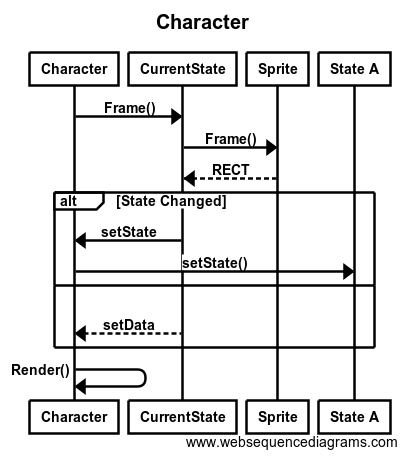 Character
Character CurrentState Sprite State A
Frame()
Frame()
RECT
alt [State Changed]
setState
setState()
setData
Render()
Character CurrentState Sprite State A
www.websequencediagrams.com